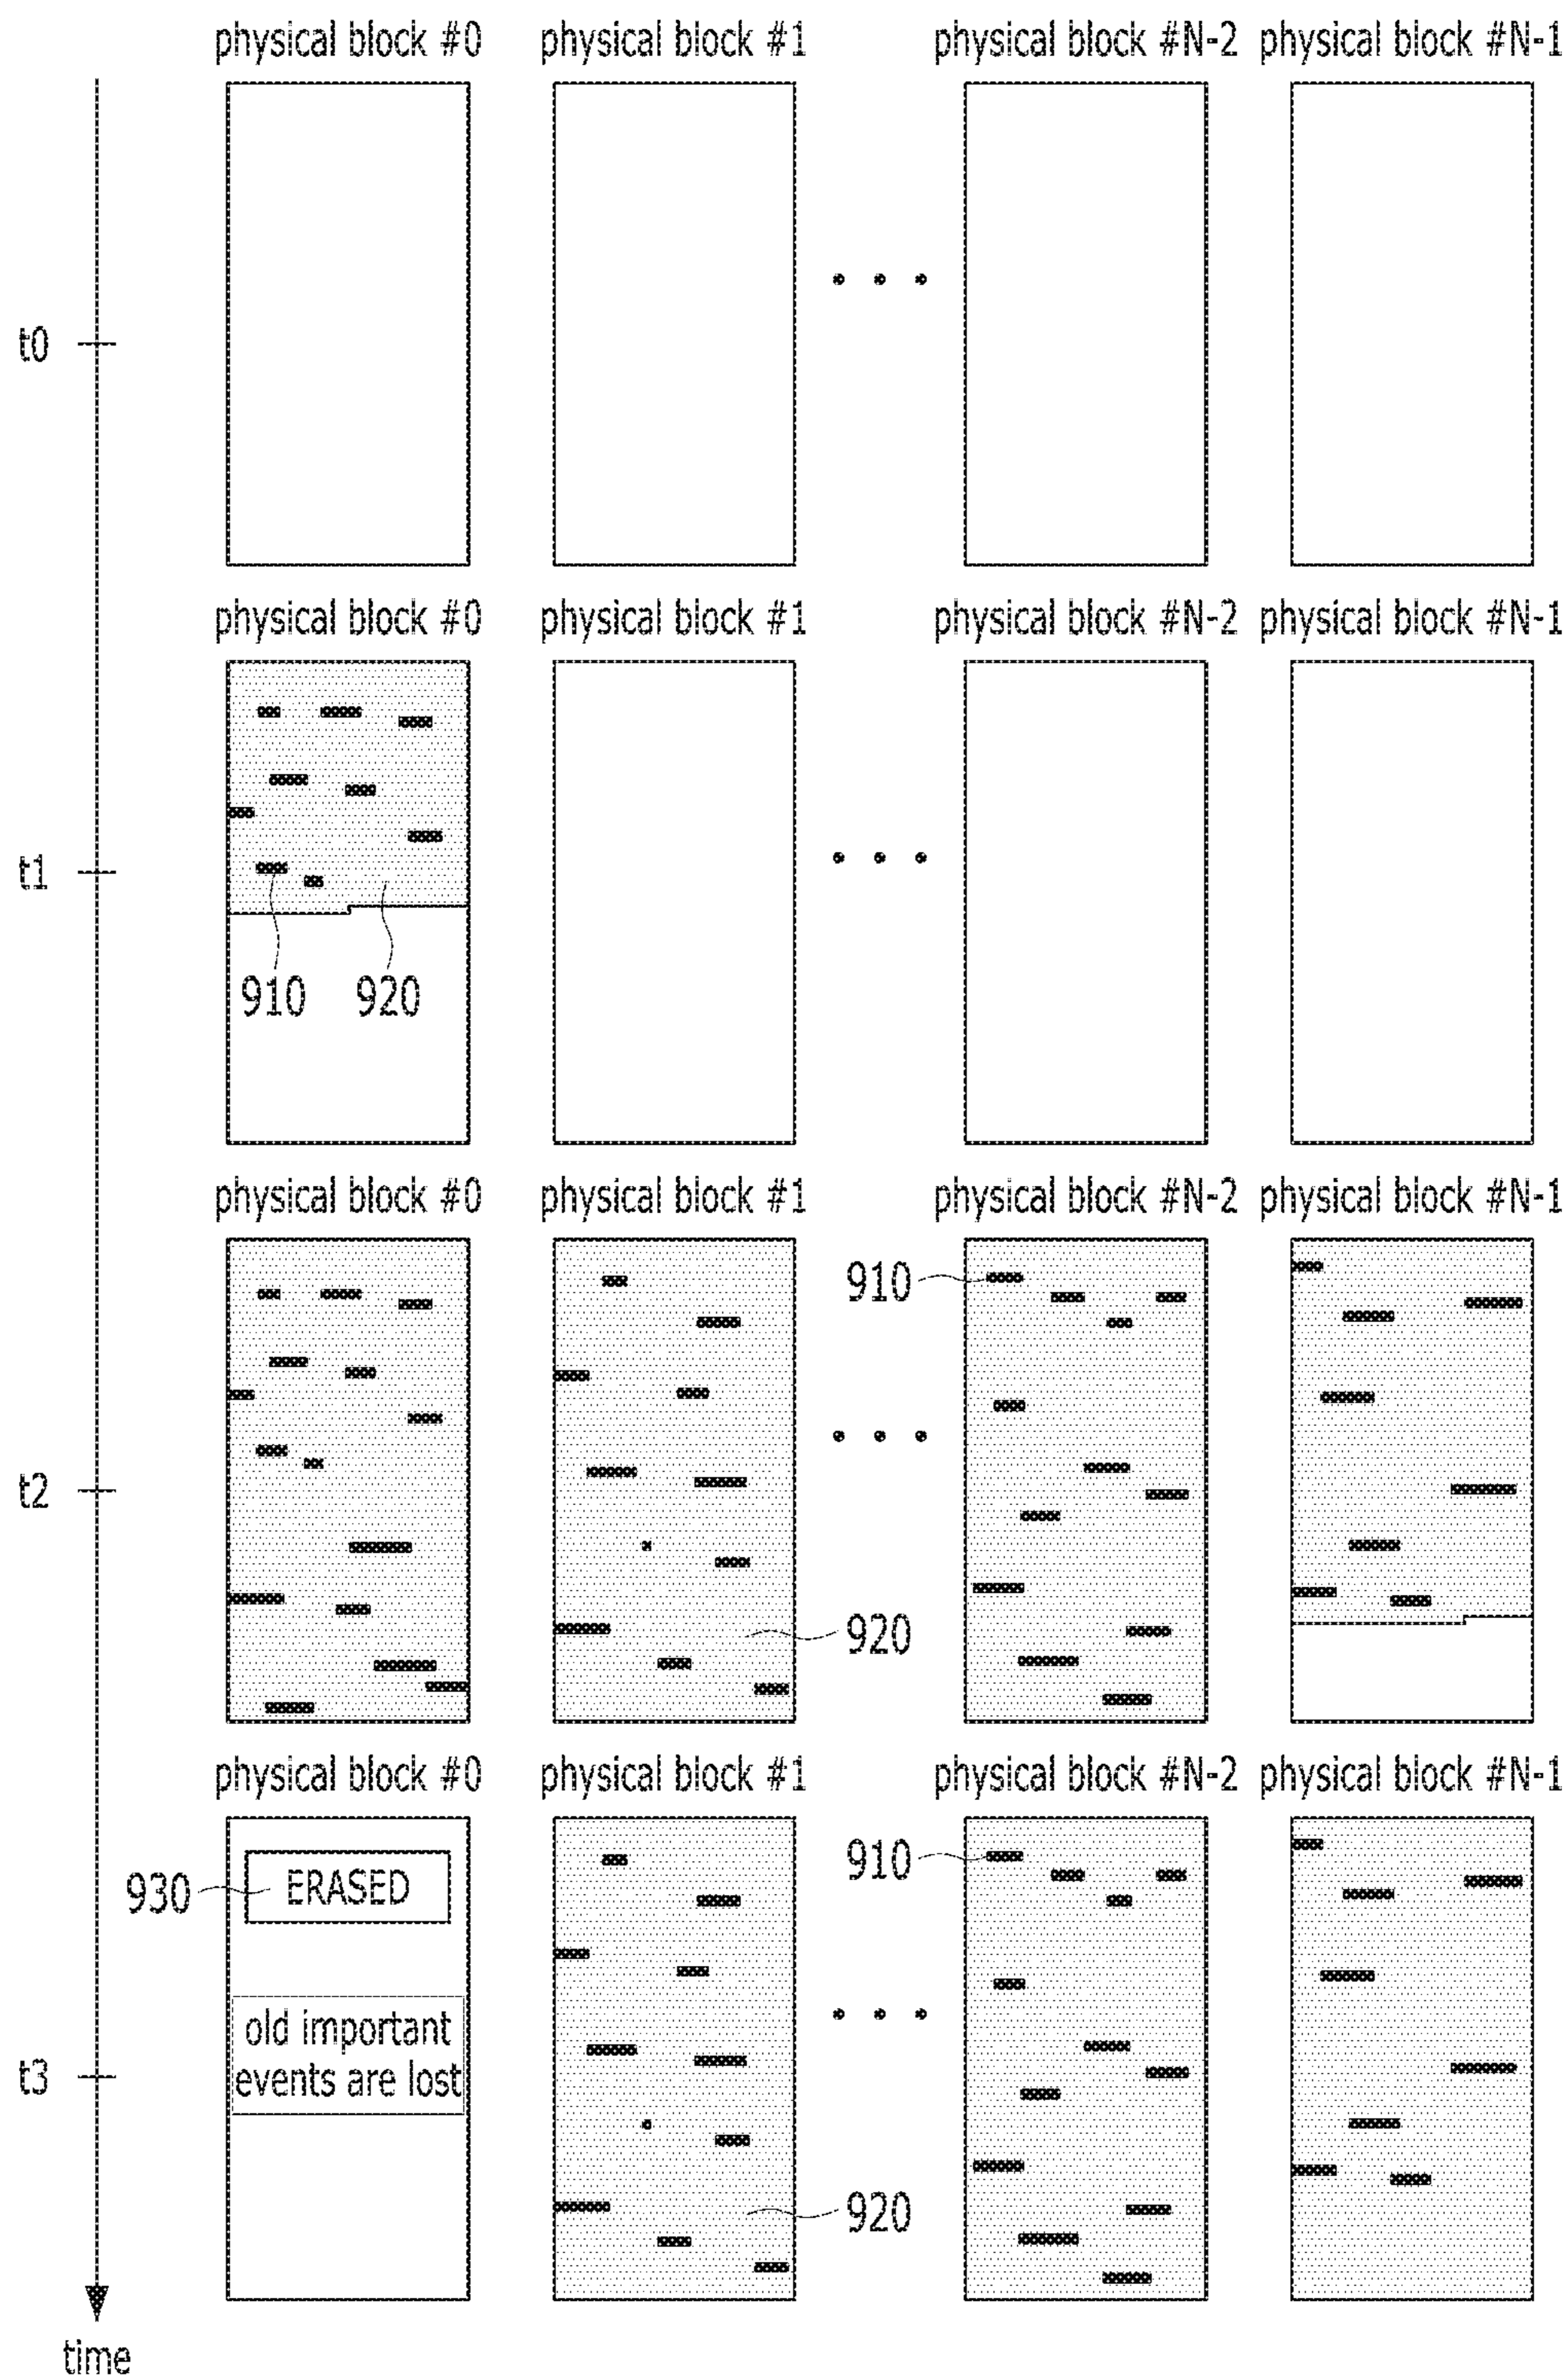 physical block #0 physical block #1 physical block #N-2 physical block #N-1
t0
physical block #0 physical block #1 physical block #N-2 physical block #N-1
t1
910 920
physical block #0 physical block #1 physical block #N-2 physical block #N-1
910
t2
920
physical block #0 physical block #1 physical block #N-2 physical block #N-1
910
930 ERASED
old important
t3
events are lost
920
time